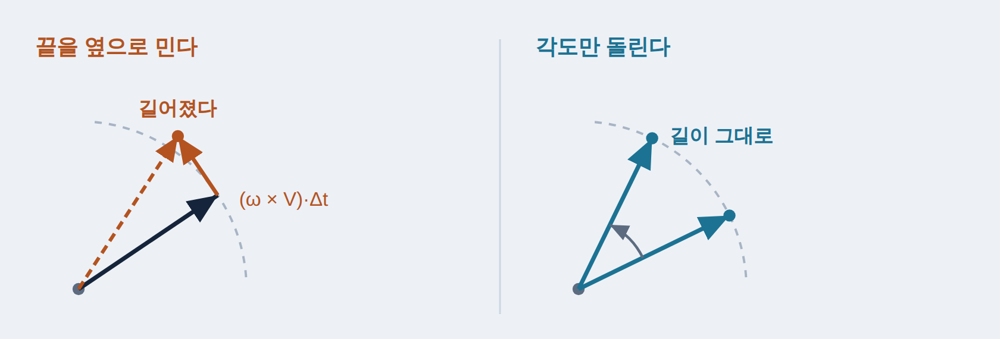 끝을 옆으로 민다
길어졌다
(ω × V)·Δt
각도만 돌린다
길이 그대로